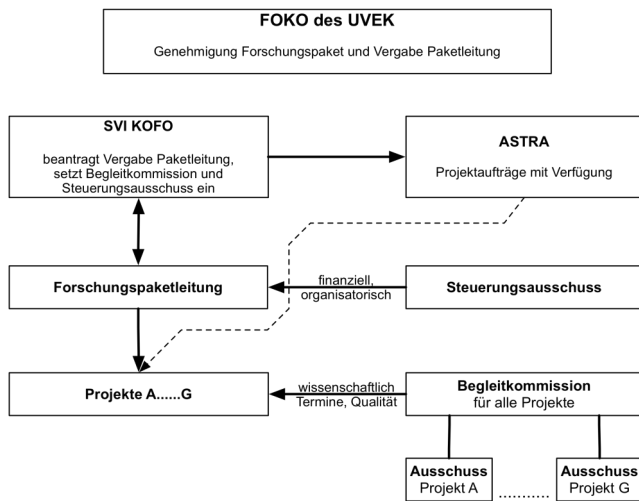 FOKO des UVEK
Genehmigung Forschungspaket und Vergabe Paketleitung
SVI KOFO
beantragt Vergabe Paketleitung,
setzt Begleitkommission und
Steuerungsausschuss ein
ASTRA
Projektaufträge mit Verfügung
Forschungspaketleitung
finanziell,
organisatorisch
Steuerungsausschuss
Projekte A......G
wissenschaftlich
Termine, Qualität
Begleitkommission
für alle Projekte
Ausschuss
Projekt A
...........
Ausschuss
Projekt G